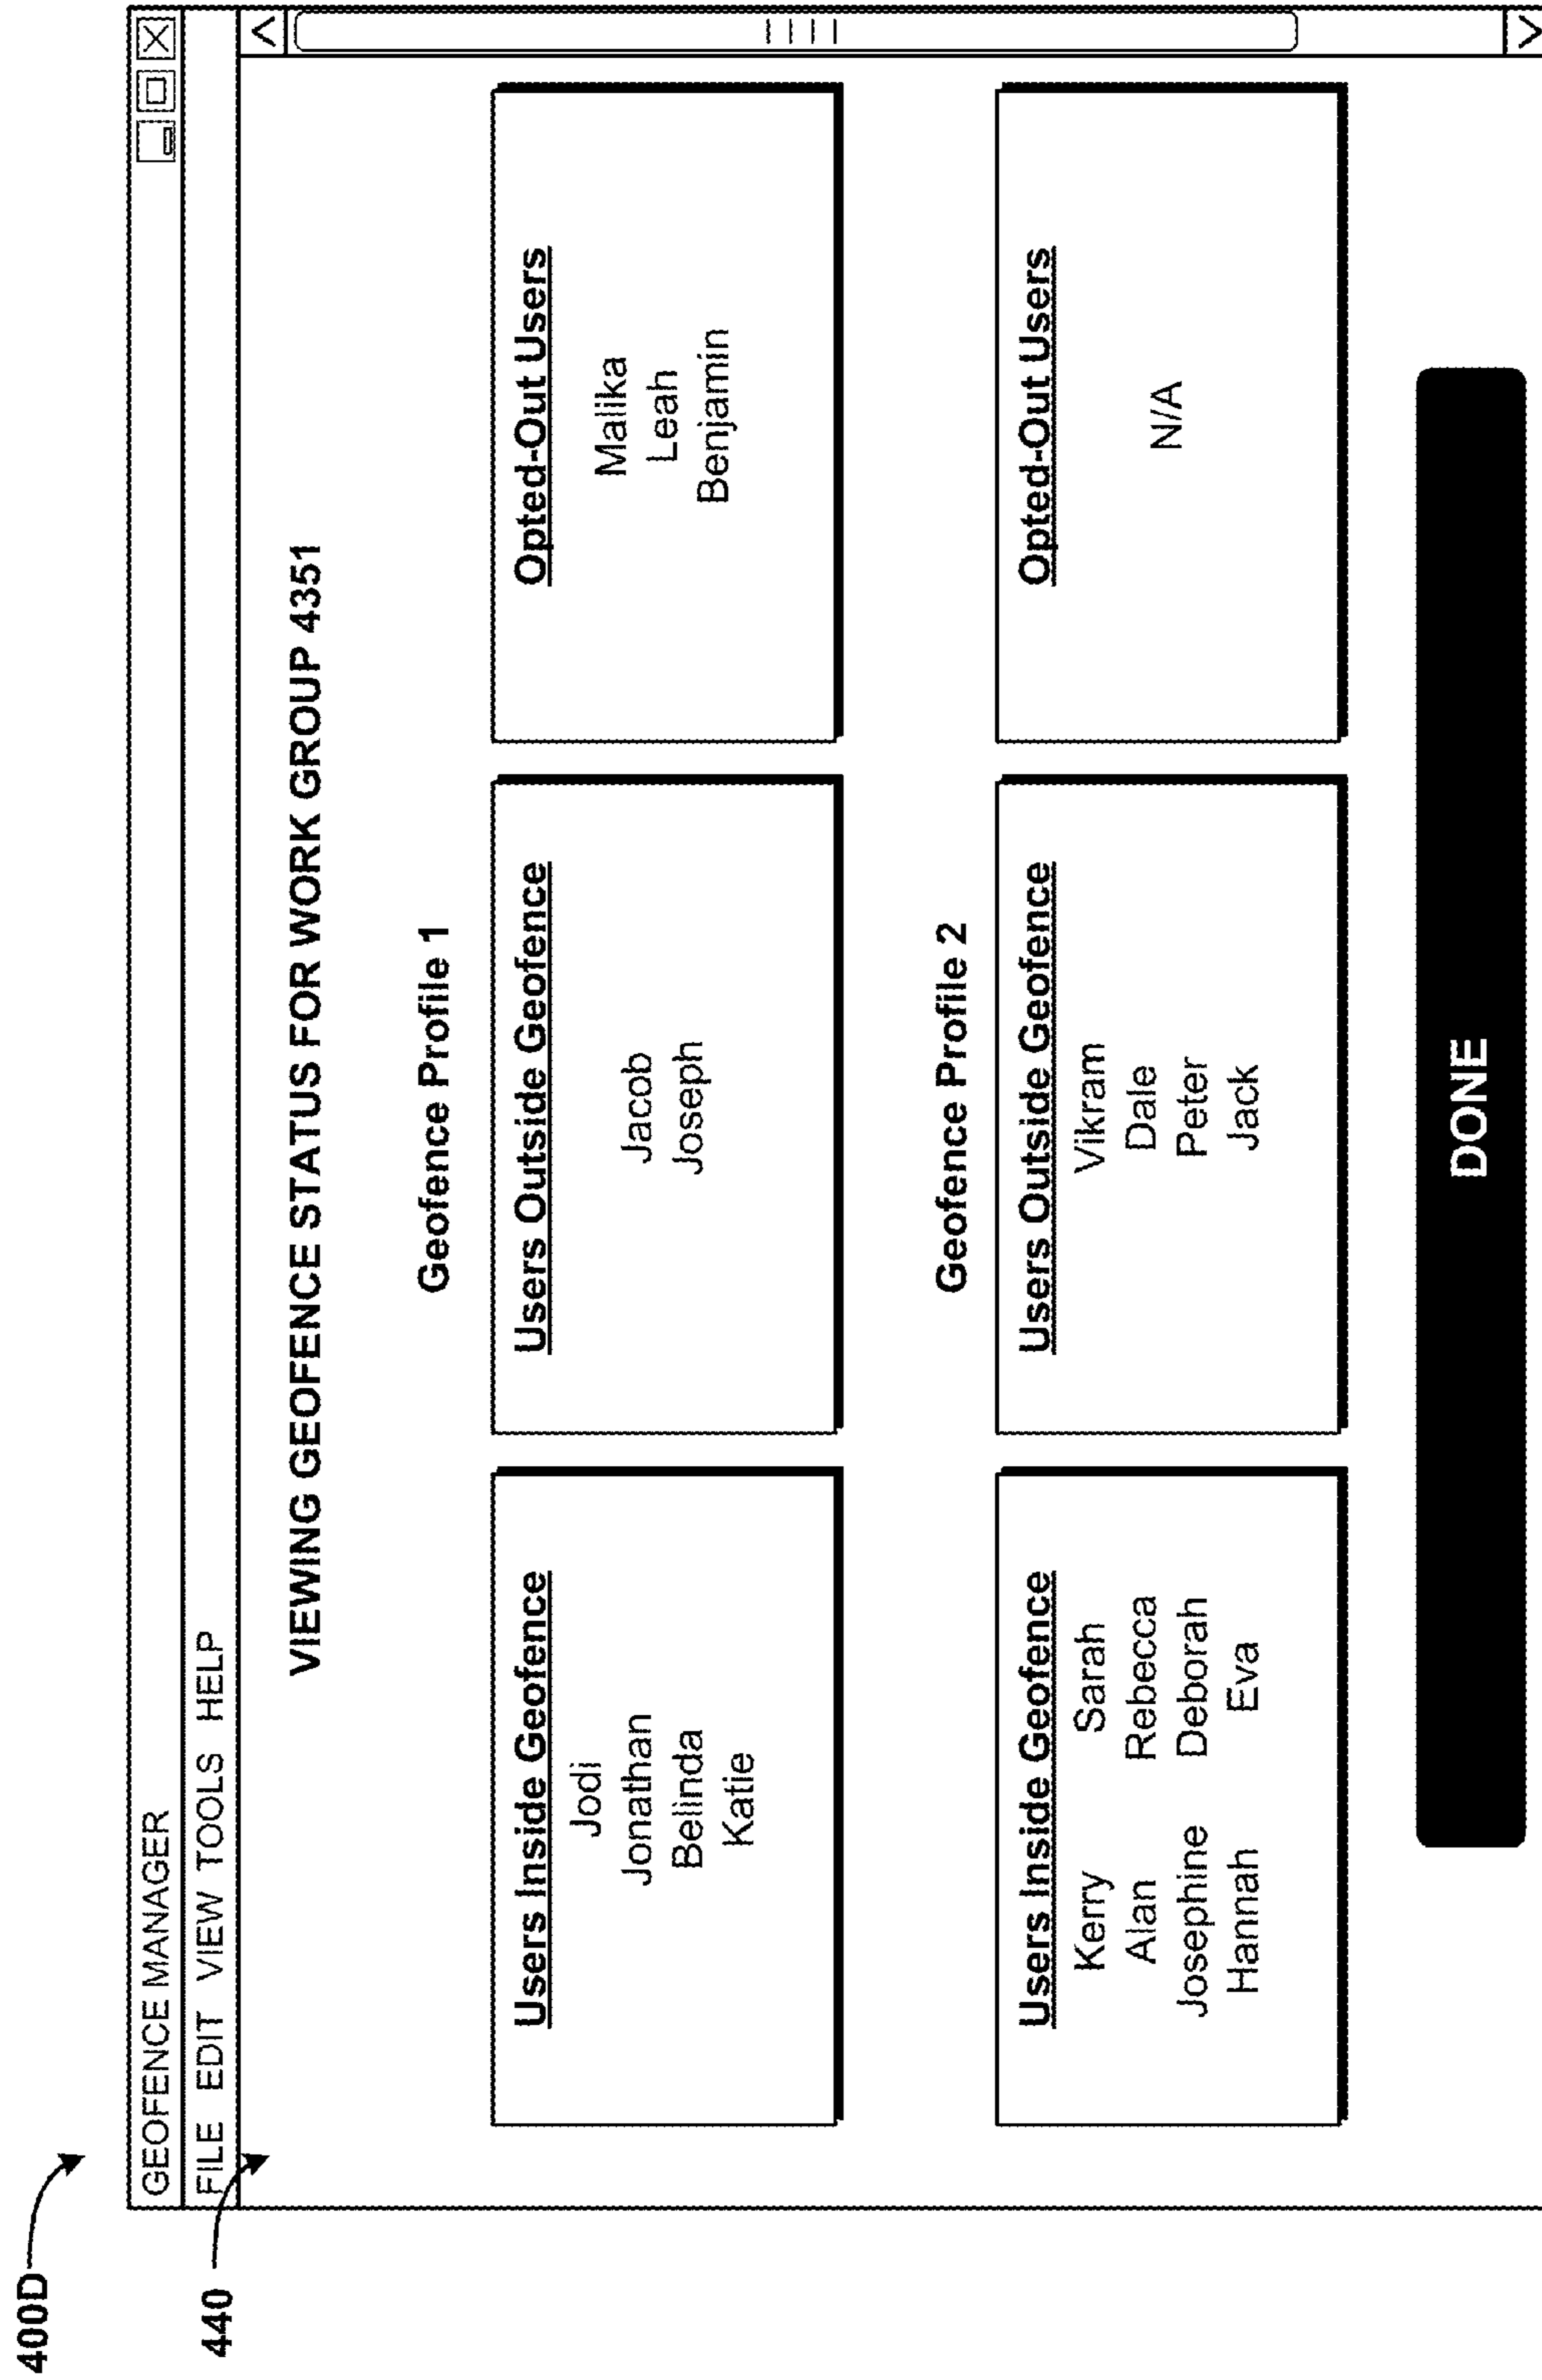 400D
GEOFENCE MANAGER
FILE EDIT VIEW TOOLS HELP
440
VIEWING GEOFENCE STATUS FOR WORK GROUP 4351
Geofence Profile 1
Users Inside Geofence
Jodi
Jonathan
Belinda
Katie
Users Outside Geofence
Jacob
Joseph
Opted-Out Users
Malika
Leah
Benjamin
Geofence Profile 2
Users Inside Geofence
Kerry Sarah
Alan Rebecca
Josephine Deborah
Hannah Eva
Users Outside Geofence
Vikram
Dale
Peter
Jack
Opted-Out Users
N/A
DONE